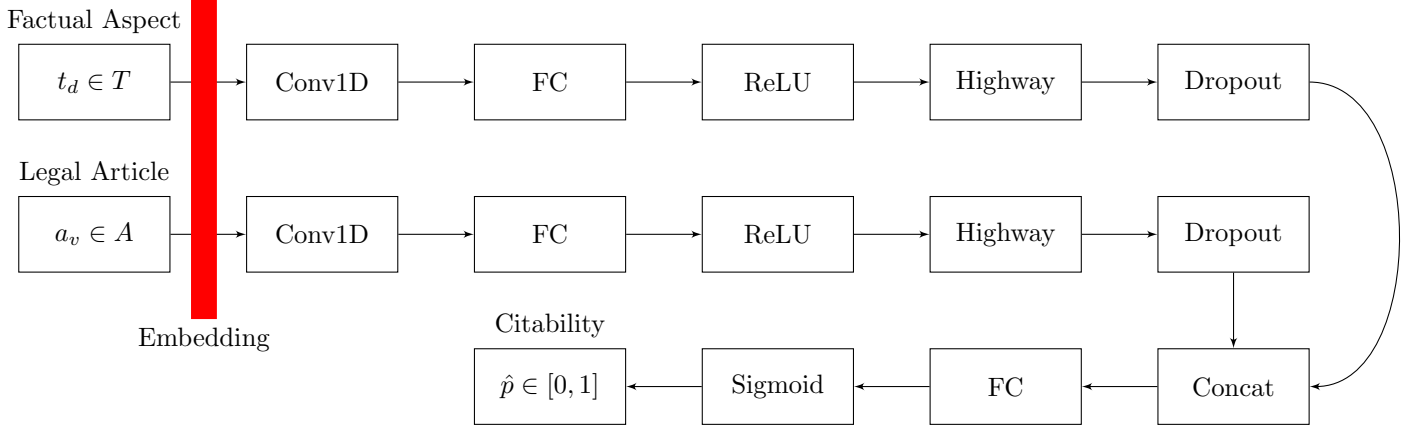 Factual Aspect
t_d ∈ T
Conv1D
FC
ReLU
Highway
Dropout
Legal Article
a_v ∈ A
Conv1D
FC
ReLU
Highway
Dropout
Embedding
Citability
p̂ ∈ [0, 1]
Sigmoid
FC
Concat